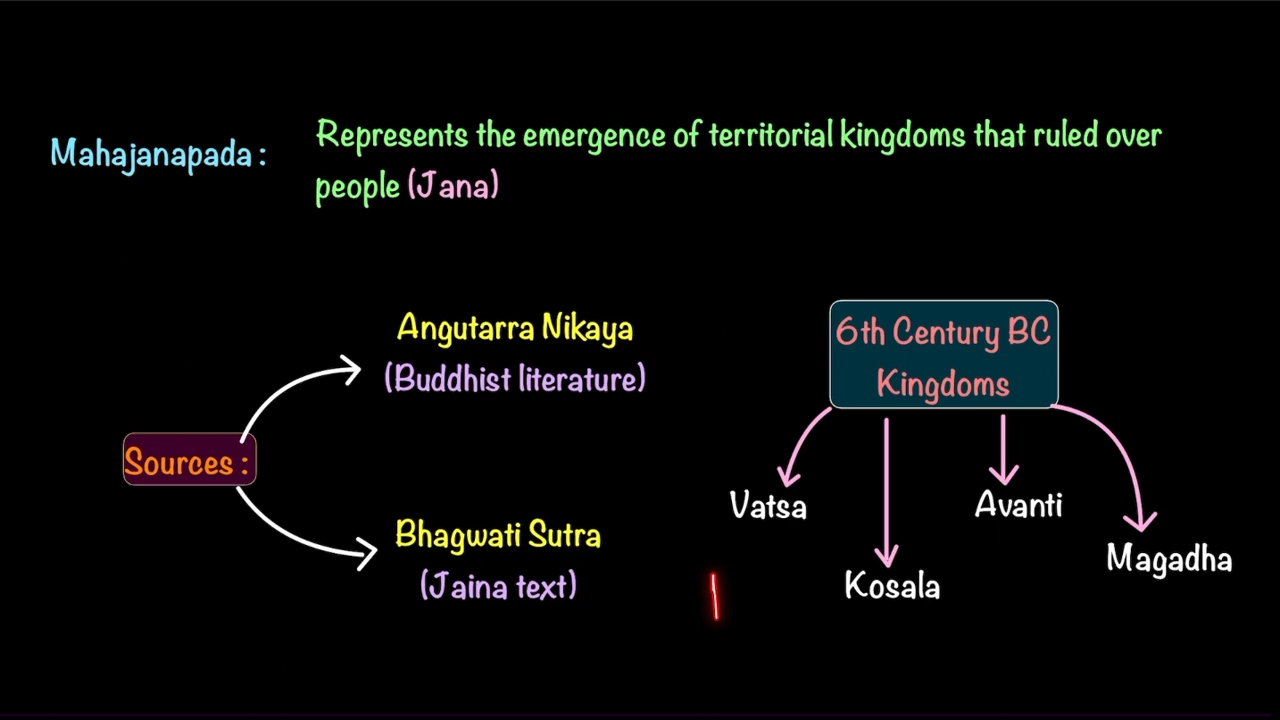 Mahajanapada :
Represents the emergence of territorial kingdoms that ruled over
people (Jana)
Sources :
Angutarra Nikaya
(Buddhist literature)
Bhagwati Sutra
(Jaina text)
6th Century BC
Kingdoms
Vatsa
Kosala
Avanti
Magadha